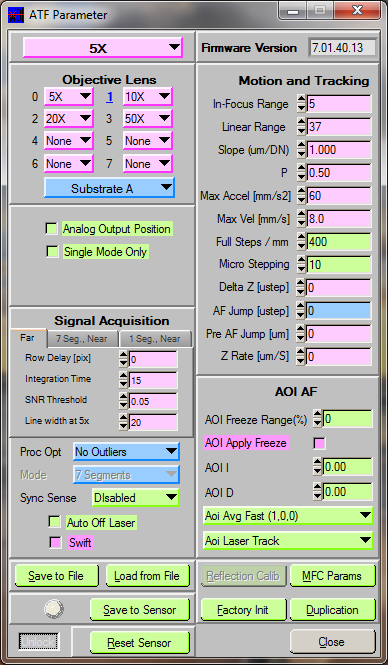 ATF Parameter
5X
Firmware Version 7.01.40.13
Objective Lens
0 5X 1 10X
2 20X 3 50X
4 None 5 None
6 None 7 None
Substrate A
Analog Output Position
Single Mode Only
Signal Acquisition
Far 7 Seg., Near 1 Seg., Near
Row Delay [pix] 0
Integration Time 15
SNR Threshold 0.05
Line width at 5x 20
Proc Opt No Outliers
Mode 7 Segments
Sync Sense DIsabled
Auto Off Laser
Swift
Motion and Tracking
In-Focus Range 5
Linear Range 37
Slope (um/DN) 1.000
P 0.50
Max Accel [mm/s2] 60
Max Vel [mm/s] 8.0
Full Steps / mm 400
Micro Stepping 10
Delta Z [ustep] 0
AF Jump [ustep] 0
Pre AF Jump [um] 0
Z Rate [um/S] 0
AOI AF
AOI Freeze Range(%) 0
AOI Apply Freeze
AOI I 0.00
AOI D 0.00
Aoi Avg Fast (1,0,0)
Aoi Laser Track
Save to File Load from File Reflection Calib MFC Params
Save to Sensor Factory Init Duplication
Unlock Reset Sensor Close